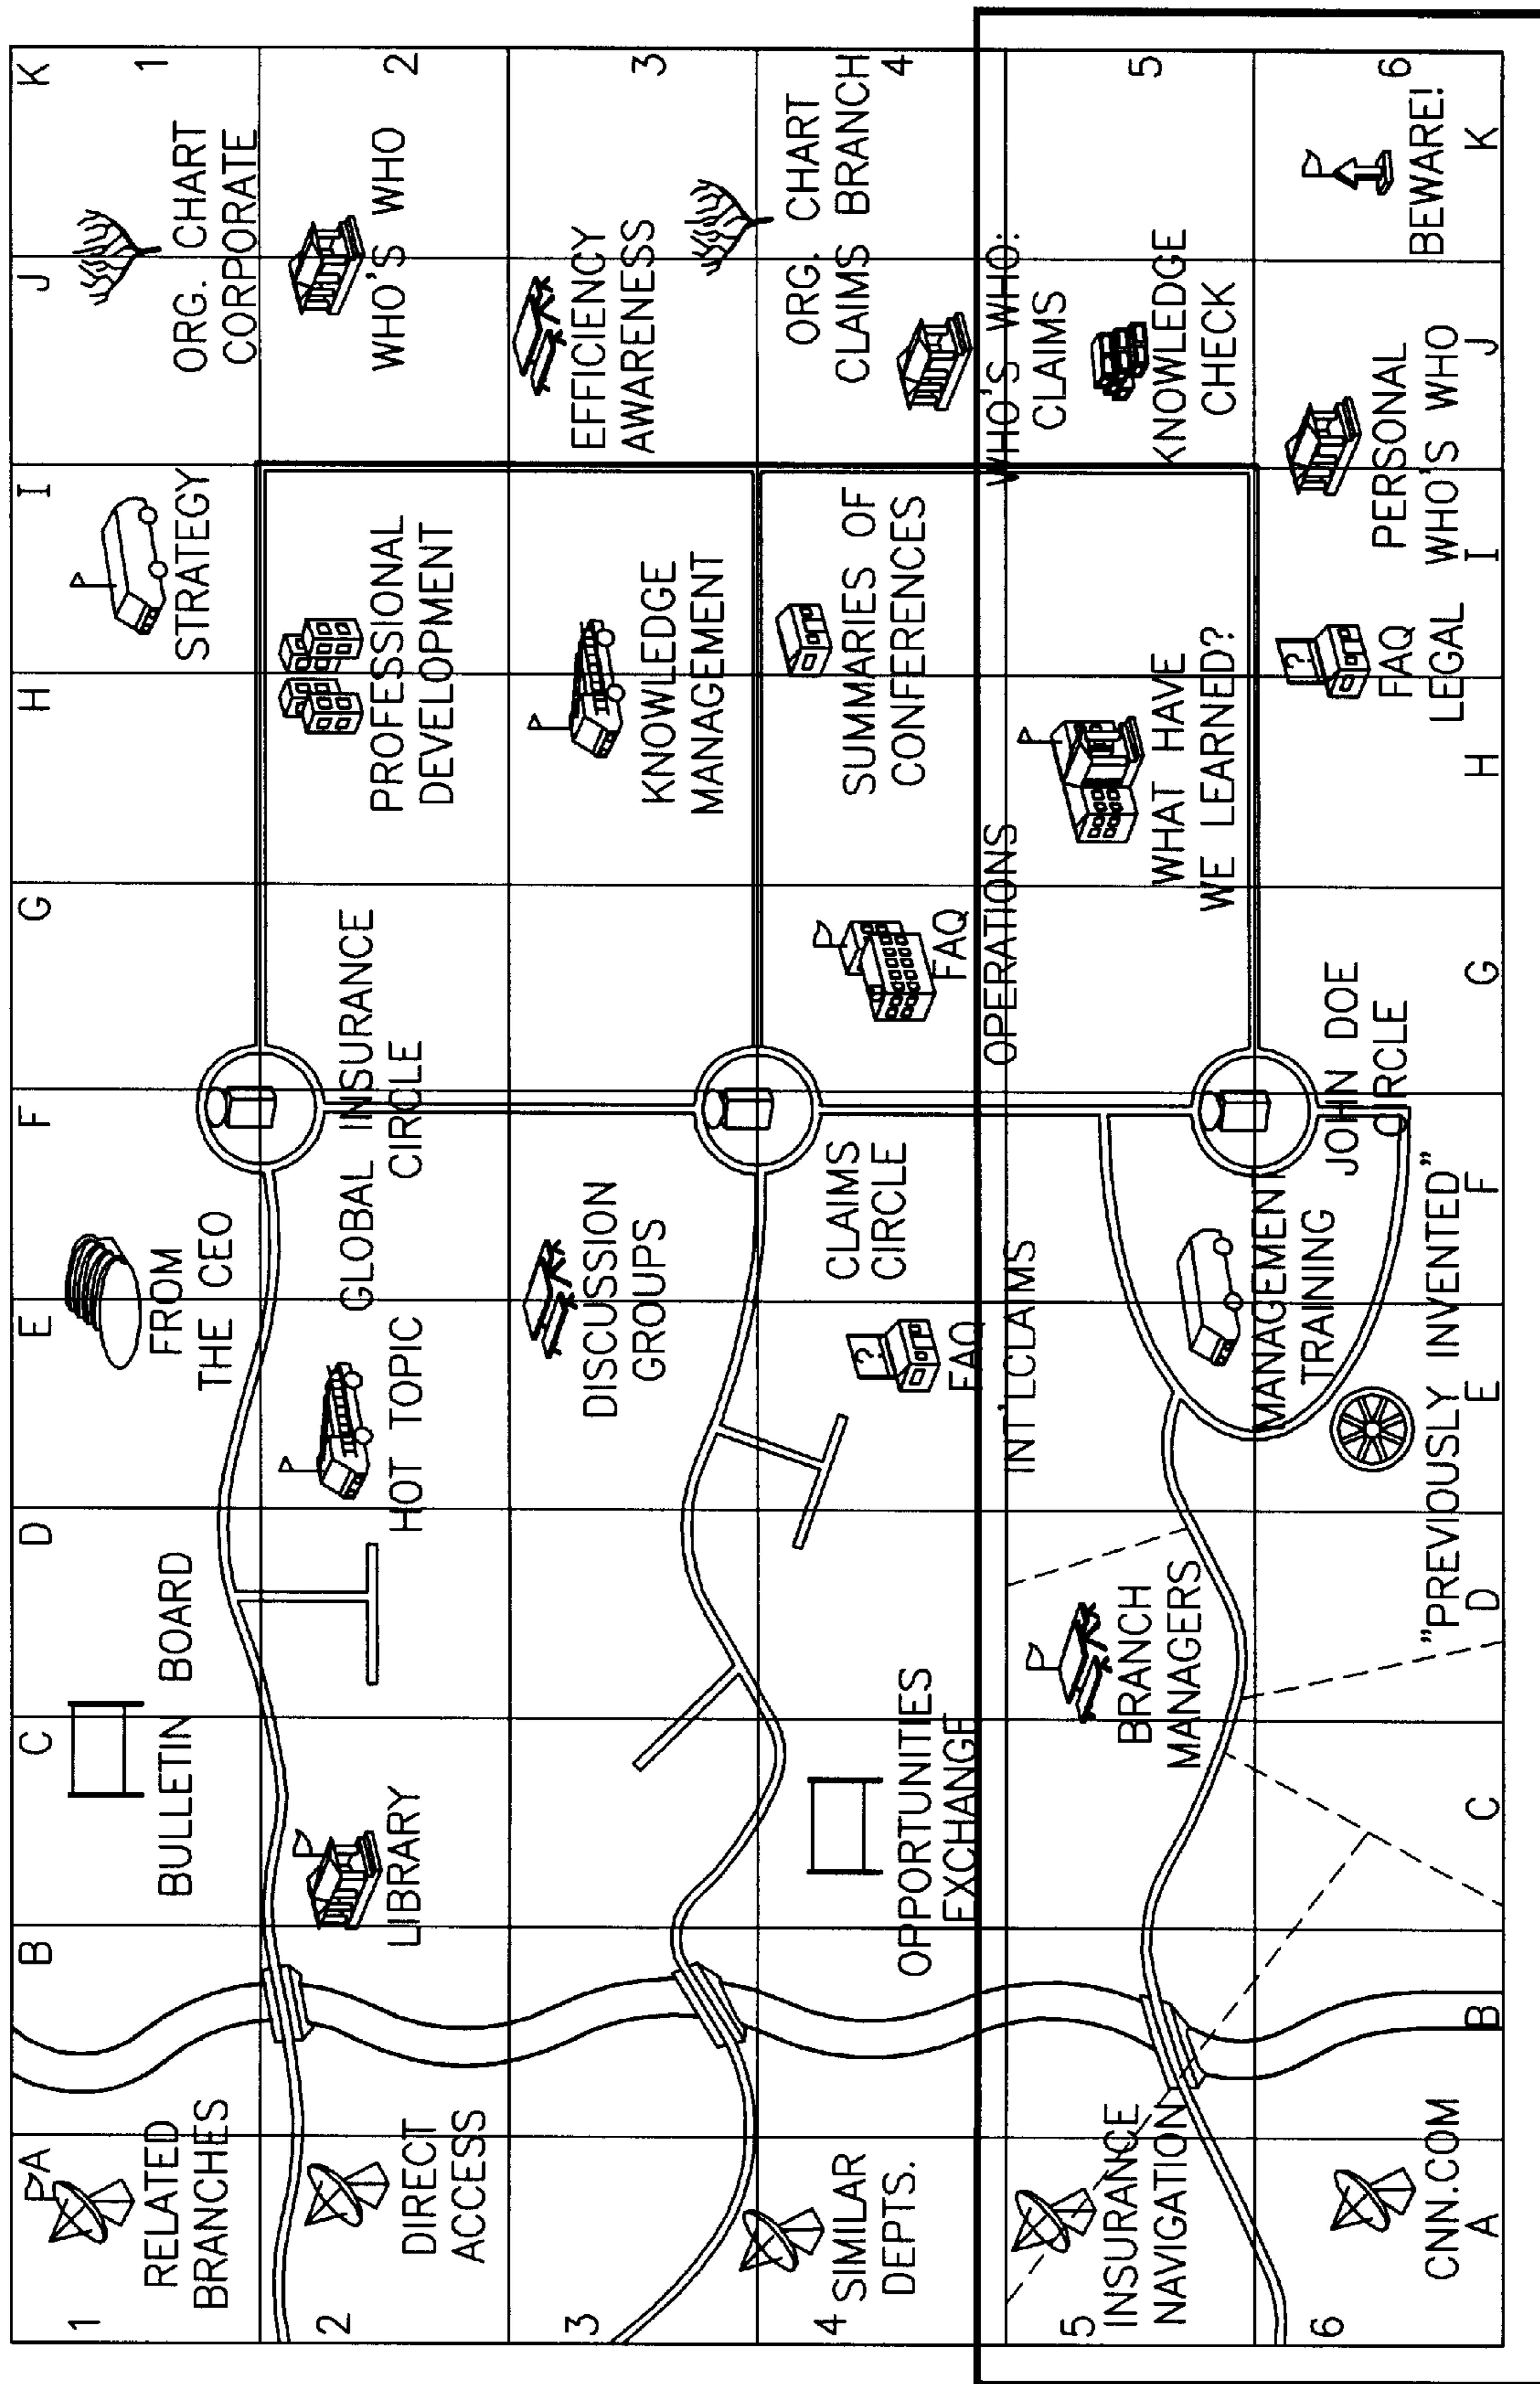 A B C D E F G H I J K
1
RELATED
BRANCHES
BULLETIN BOARD
FROM
THE CEO
STRATEGY
ORG. CHART
CORPORATE
1
2
DIRECT
ACCESS
LIBRARY
HOT TOPIC
GLOBAL INSURANCE
CIRCLE
PROFESSIONAL
DEVELOPMENT
WHO'S WHO
2
3
DISCUSSION
GROUPS
KNOWLEDGE
MANAGEMENT
EFFICIENCY
AWARENESS
3
4
SIMILAR
DEPTS.
OPPORTUNITIES
EXCHANGE
?
FAQ
INT'L CLAIMS
CLAIMS
CIRCLE
FAQ
OPERATIONS
SUMMARIES OF
CONFERENCES
ORG. CHART
CLAIMS BRANCH
4
WHO'S WHO:
CLAIMS
5
INSURANCE
NAVIGATION
BRANCH
MANAGERS
MANAGEMENT
TRAINING
WHAT HAVE
WE LEARNED?
KNOWLEDGE
CHECK
5
6
CNN.COM
"PREVIOUSLY INVENTED"
JOHN DOE
CIRCLE
?
FAQ
LEGAL
PERSONAL
WHO'S WHO
BEWARE!
6
A B C D E F G H I J K